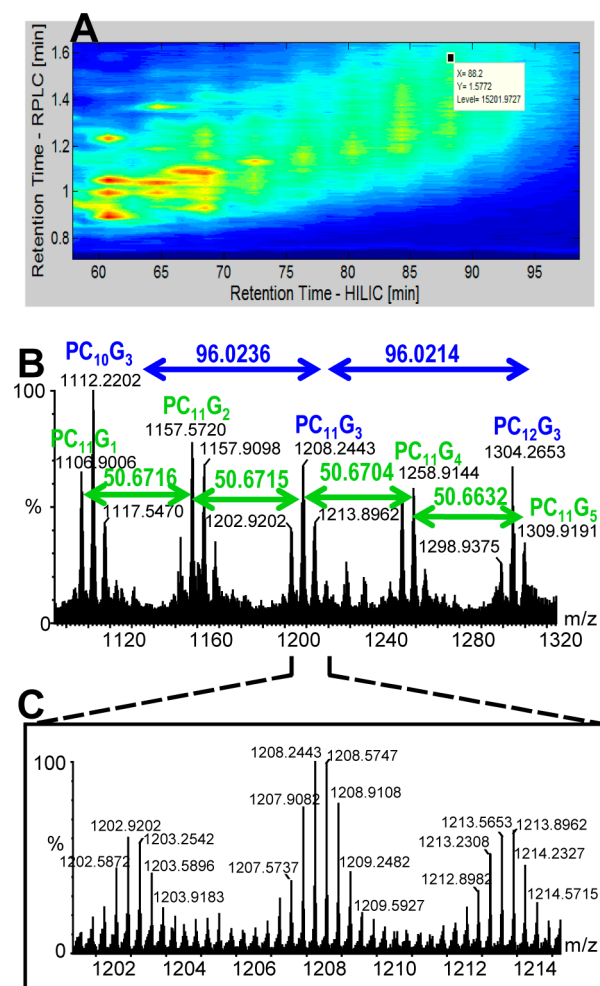 A
Retention Time - RPLC [min]
1.6
1.4
1.2
1
0.8
X= 88.2
Y= 1.5772
Level= 15201.9727
60 65 70 75 80 85 90 95
Retention Time - HILIC [min]
B
PC10G3 96.0236 96.0214
100
1112.2202
PC11G2
1157.5720
PC11G3
PC12G3
PC11G1
1106.9006
1157.9098
1208.2443
PC11G4
1258.9144
1304.2653
50.6716 50.6715 50.6704 50.6632
PC11G5
1117.5470
1202.9202
1213.8962
1298.9375
1309.9191
%
0
1120 1160 1200 1240 1280 1320 m/z
C
100
1208.2443
1208.5747
1207.9082
1208.9108
1202.9202
1203.2542
1202.5872
1203.5896
1203.9183
1207.5737
1209.2482
1209.5927
1213.5653
1213.8962
1213.2308
1214.2327
1212.8982
1214.5715
%
0
1202 1204 1206 1208 1210 1212 1214
m/z